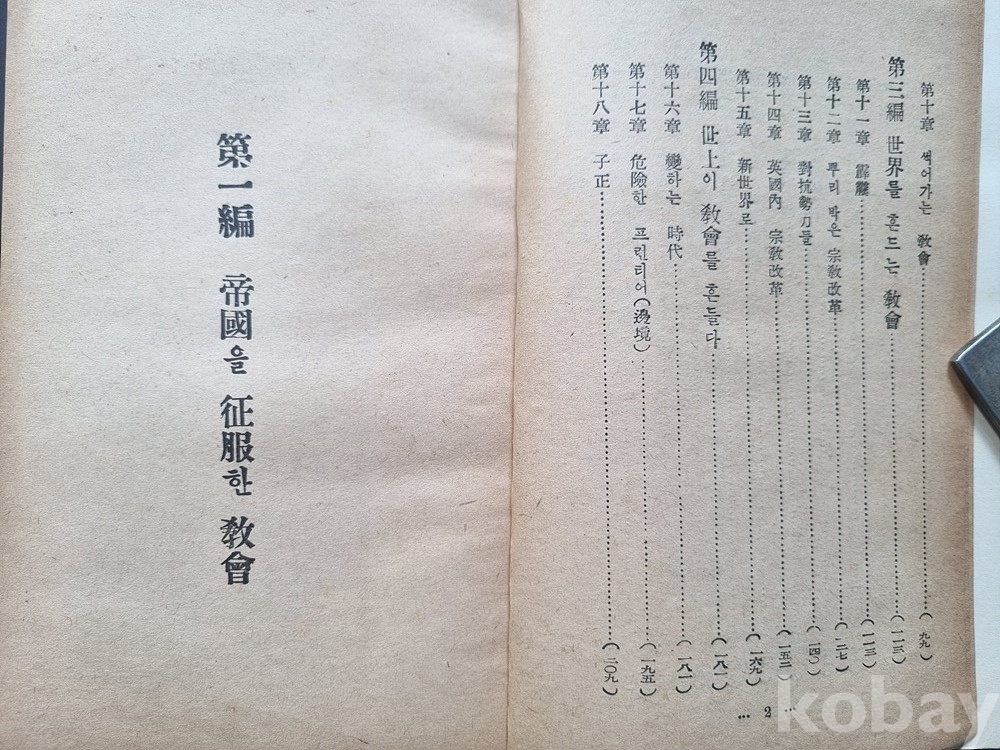 第十章 썩어가는 敎會 (九九)
第三編 世界를 흔드는 敎會 (一一三)
第十一章 霹靂 (一一三)
第十二章 뿌리 박은 宗敎改革 (一二七)
第十三章 對抗勢力들 (一四〇)
第十四章 英國內 宗敎改革 (一五二)
第十五章 新世界로 (一六九)
第四編 世上이 敎會를 흔들다 (一八一)
第十六章 變하는 時代 (一八一)
第十七章 危險한 프런티어(邊境) (一九五)
第十八章 子正 (二〇九)
… 2 …
第一編 帝國을 征服한 敎會
kobay